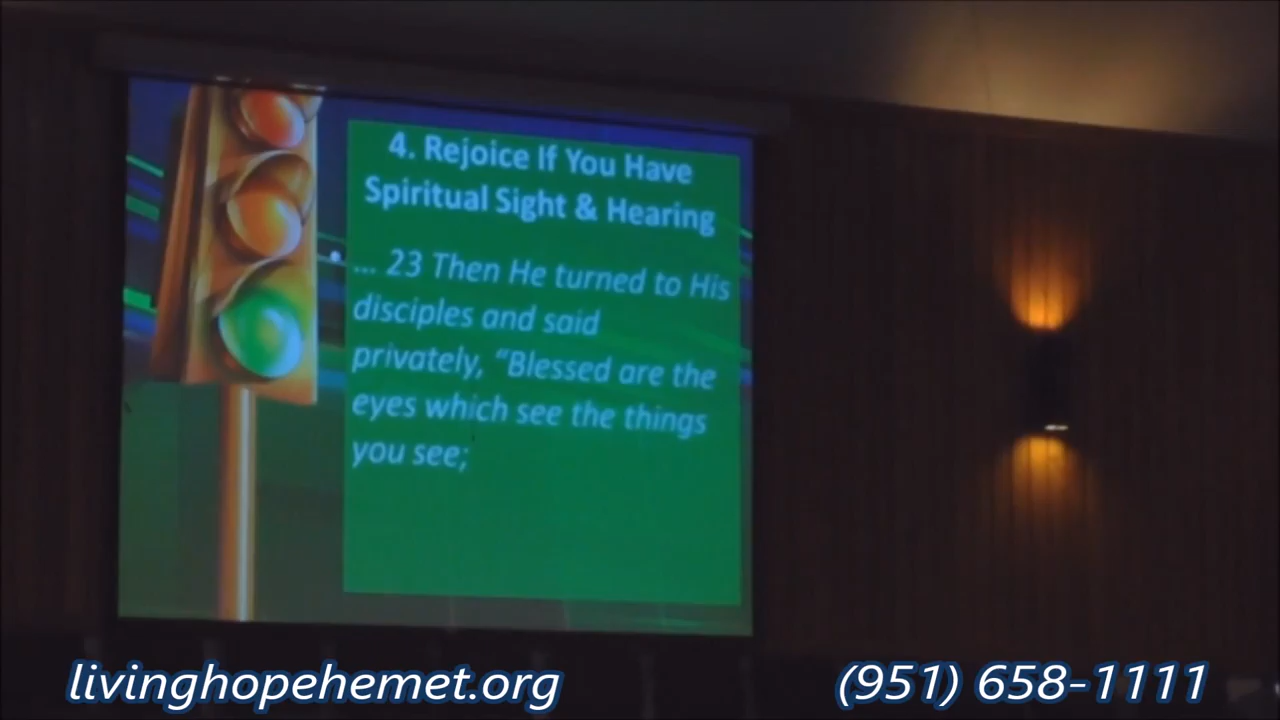 4. Rejoice If You Have
Spiritual Sight & Hearing
... 23 Then He turned to His
disciples and said
privately, “Blessed are the
eyes which see the things
you see;
livinghopehemet.org
(951) 658-1111